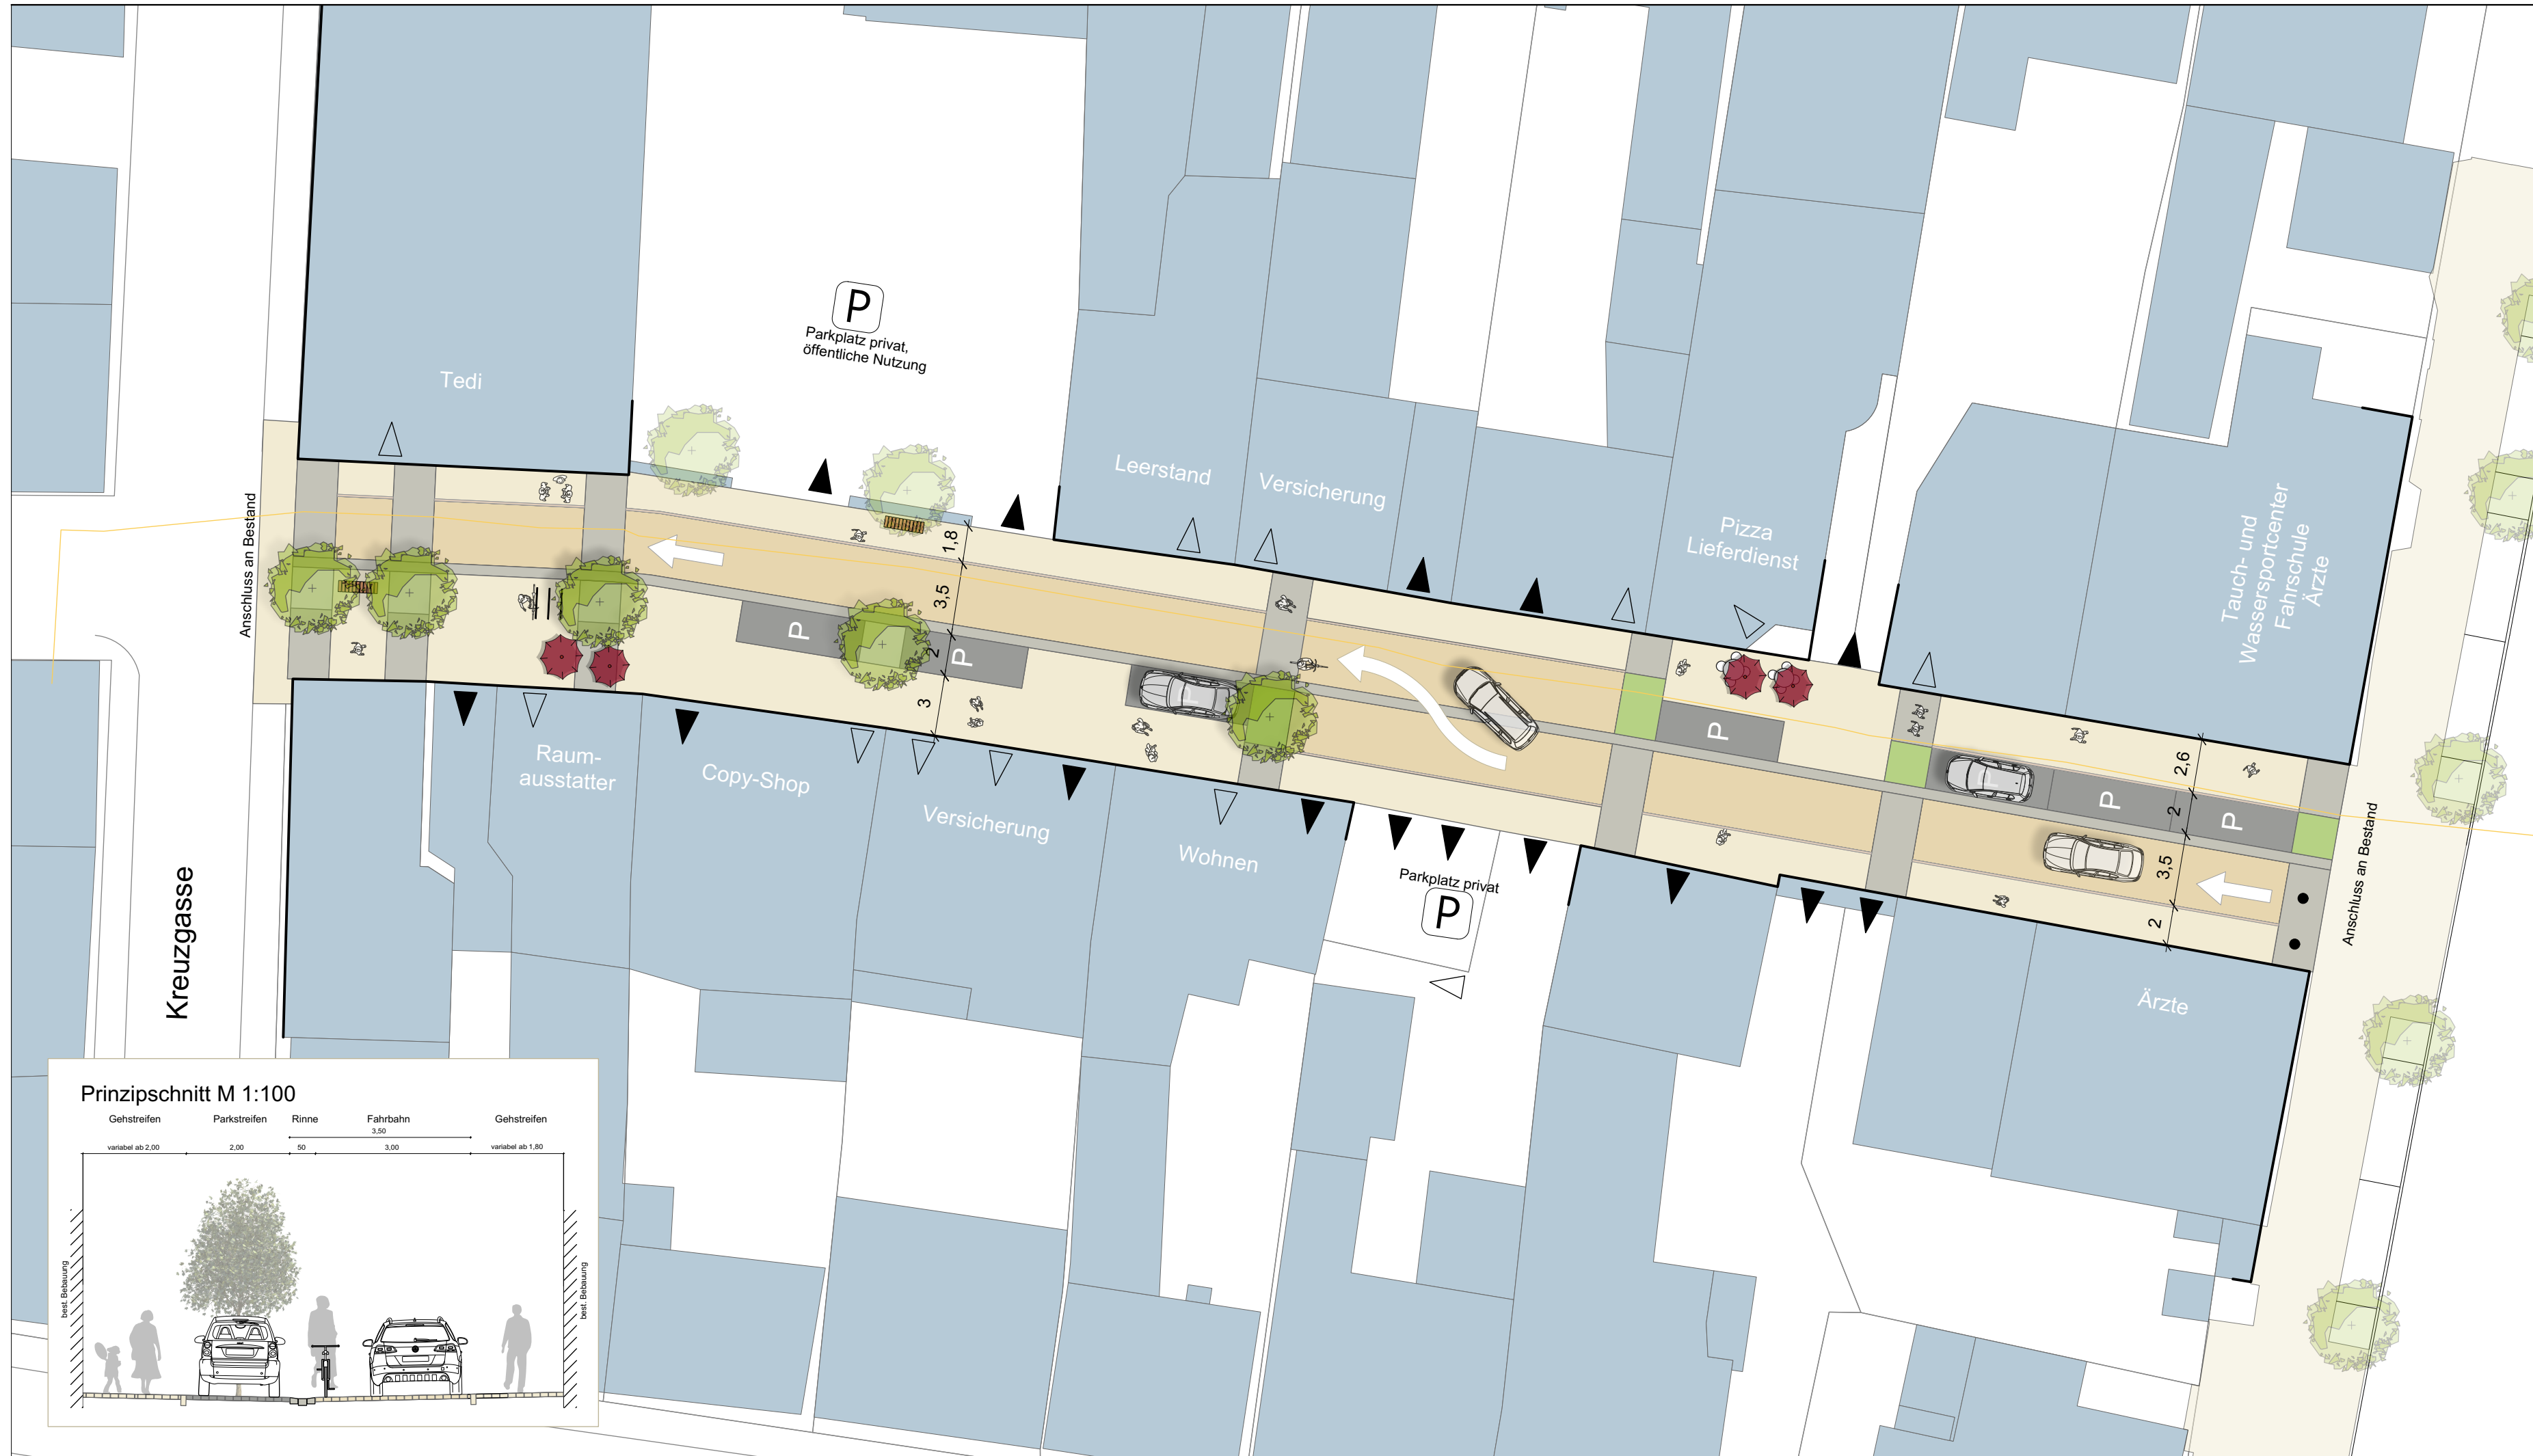 P
Parkplatz privat,
öffentliche Nutzung
Tedi
Leerstand
Versicherung
Pizza
Lieferdienst
Tauch- und
Wassersportcenter
Fahrschule
Ärzte
Anschluss an Bestand
1,8
3,5
2
3
P
P
P
P
P
P
P
2,6
2
3,5
2
Anschluss an Bestand
Raum-
ausstatter
Copy-Shop
Versicherung
Wohnen
Parkplatz privat
P
Ärzte
Kreuzgasse
Prinzipschnitt M 1:100
Gehstreifen Parkstreifen Rinne Fahrbahn Gehstreifen
3,50
variabel ab 2,00 2,00 50 3,00 variabel ab 1,80
best. Bebauung
best. Bebauung